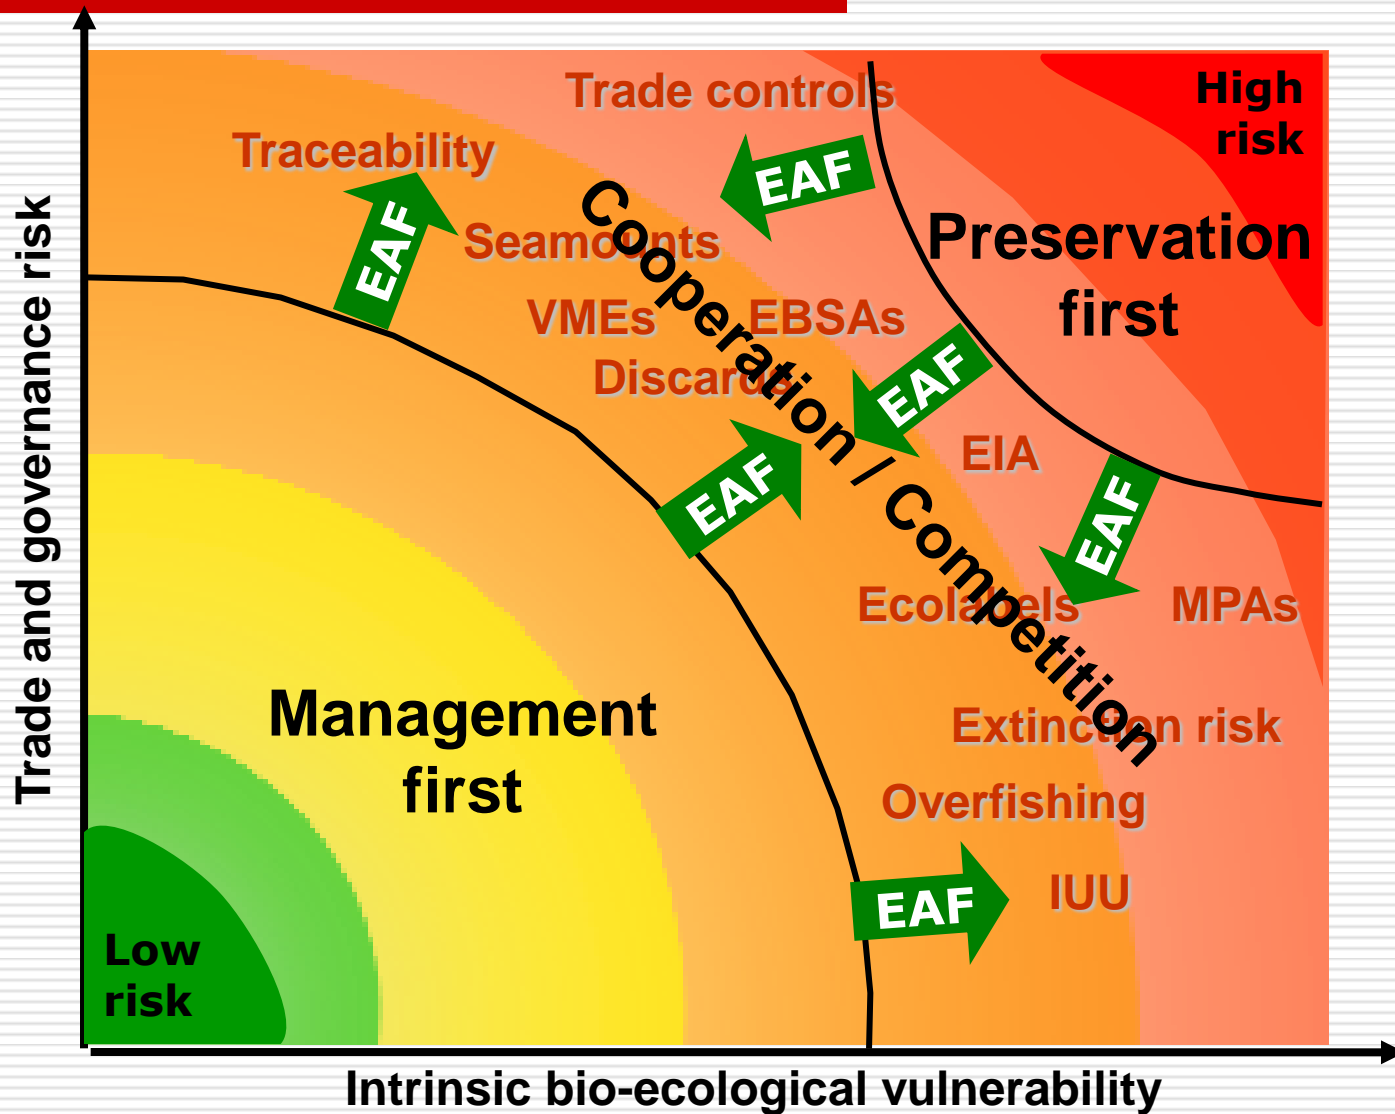 Trade controls
High
risk
Traceability
EAF
EAF
Seamounts
Preservation
first
VMEs
EBSAs
Discards
Cooperation / Competition
EAF
EIA
EAF
EAF
Ecolabels
MPAs
Management
first
Extinction risk
Overfishing
IUU
EAF
Low
risk
Trade and governance risk
Intrinsic bio-ecological vulnerability